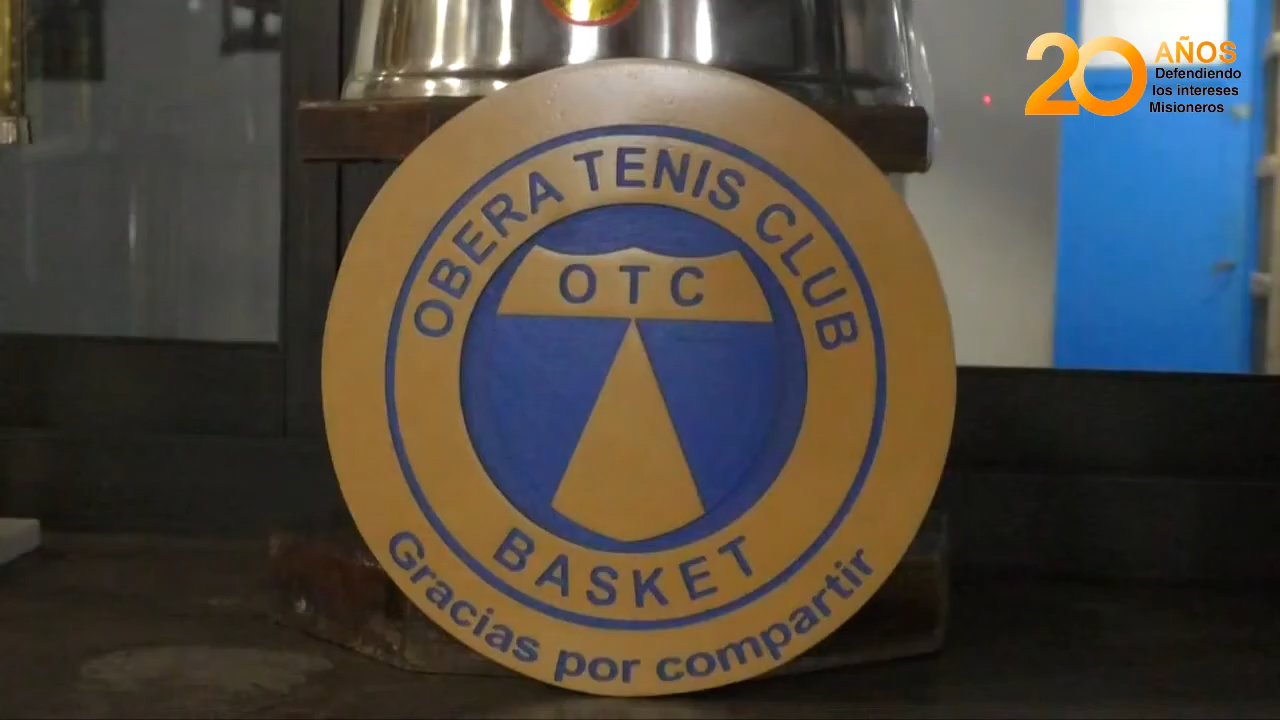 OBERA TENIS CLUB
OTC
BASKET
Gracias por compartir
20 AÑOS
Defendiendo
los intereses
Misioneros